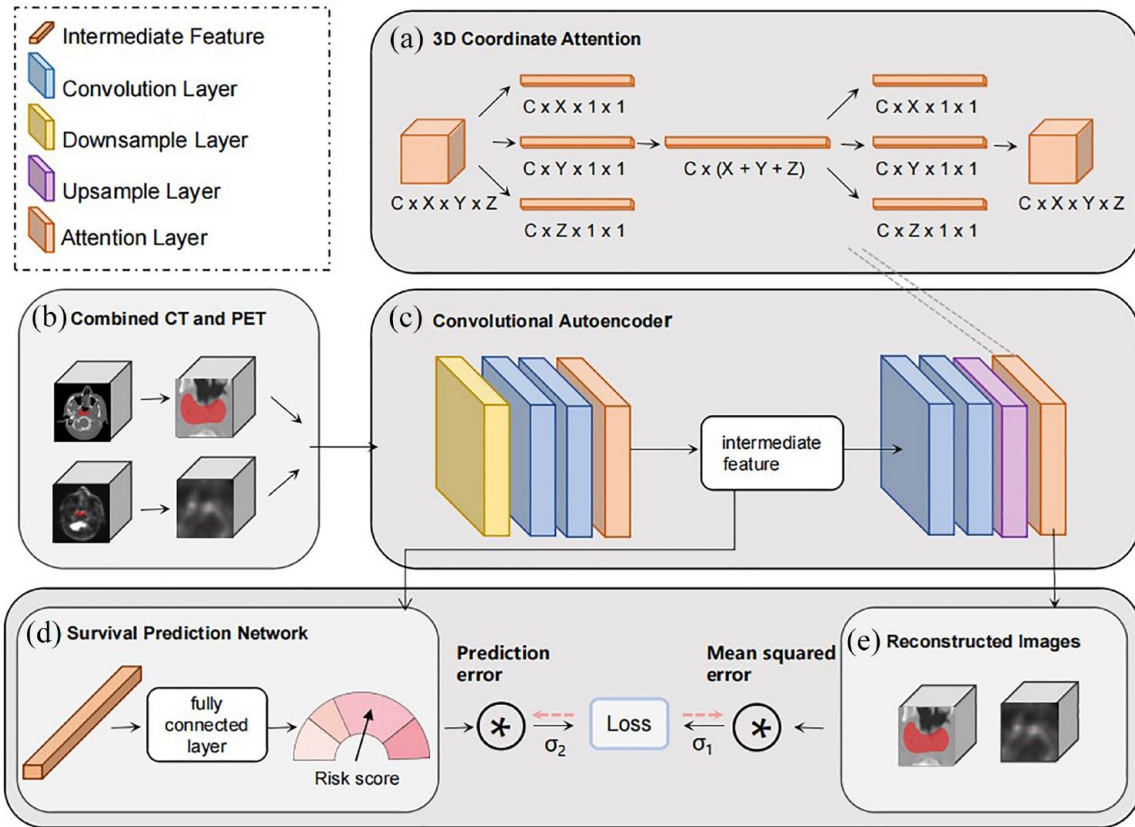 Intermediate Feature
Convolution Layer
Downsample Layer
Upsample Layer
Attention Layer
(a) 3D Coordinate Attention
C x X x Y x Z
C x X x 1 x 1
C x Y x 1 x 1
C x Z x 1 x 1
C x (X + Y + Z)
C x X x 1 x 1
C x Y x 1 x 1
C x Z x 1 x 1
C x X x Y x Z
(b) Combined CT and PET
(c) Convolutional Autoencoder
intermediate
feature
(d) Survival Prediction Network
fully
connected
layer
Risk score
Prediction
error
*
σ2
Loss
σ1
Mean squared
error
*
(e) Reconstructed Images